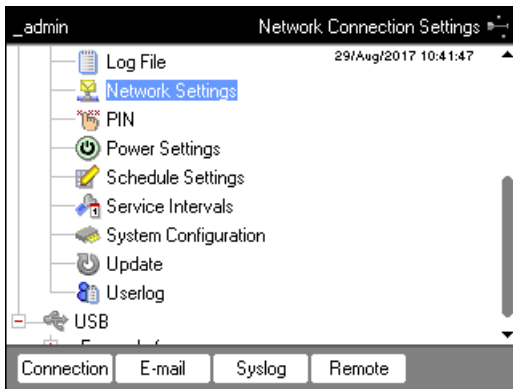 _admin Network Connection Settings
Log File 29/Aug/2017 10:41:47
Network Settings
PIN
Power Settings
Schedule Settings
Service Intervals
System Configuration
Update
Userlog
USB
Connection E-mail Syslog Remote